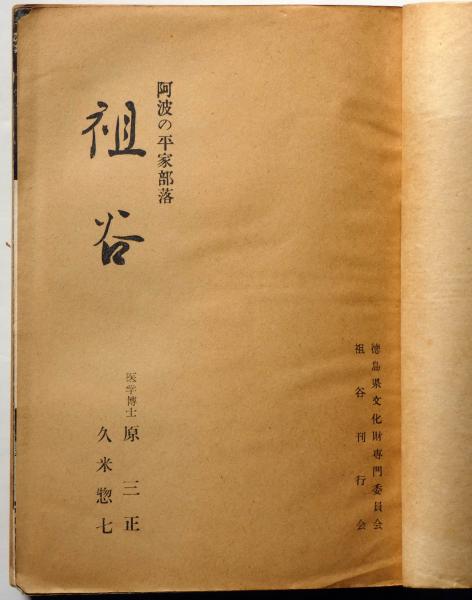 徳島県文化財専門委員会
祖谷刊行会
阿波の平家部落
祖谷
医学博士 原三正
久米惣七